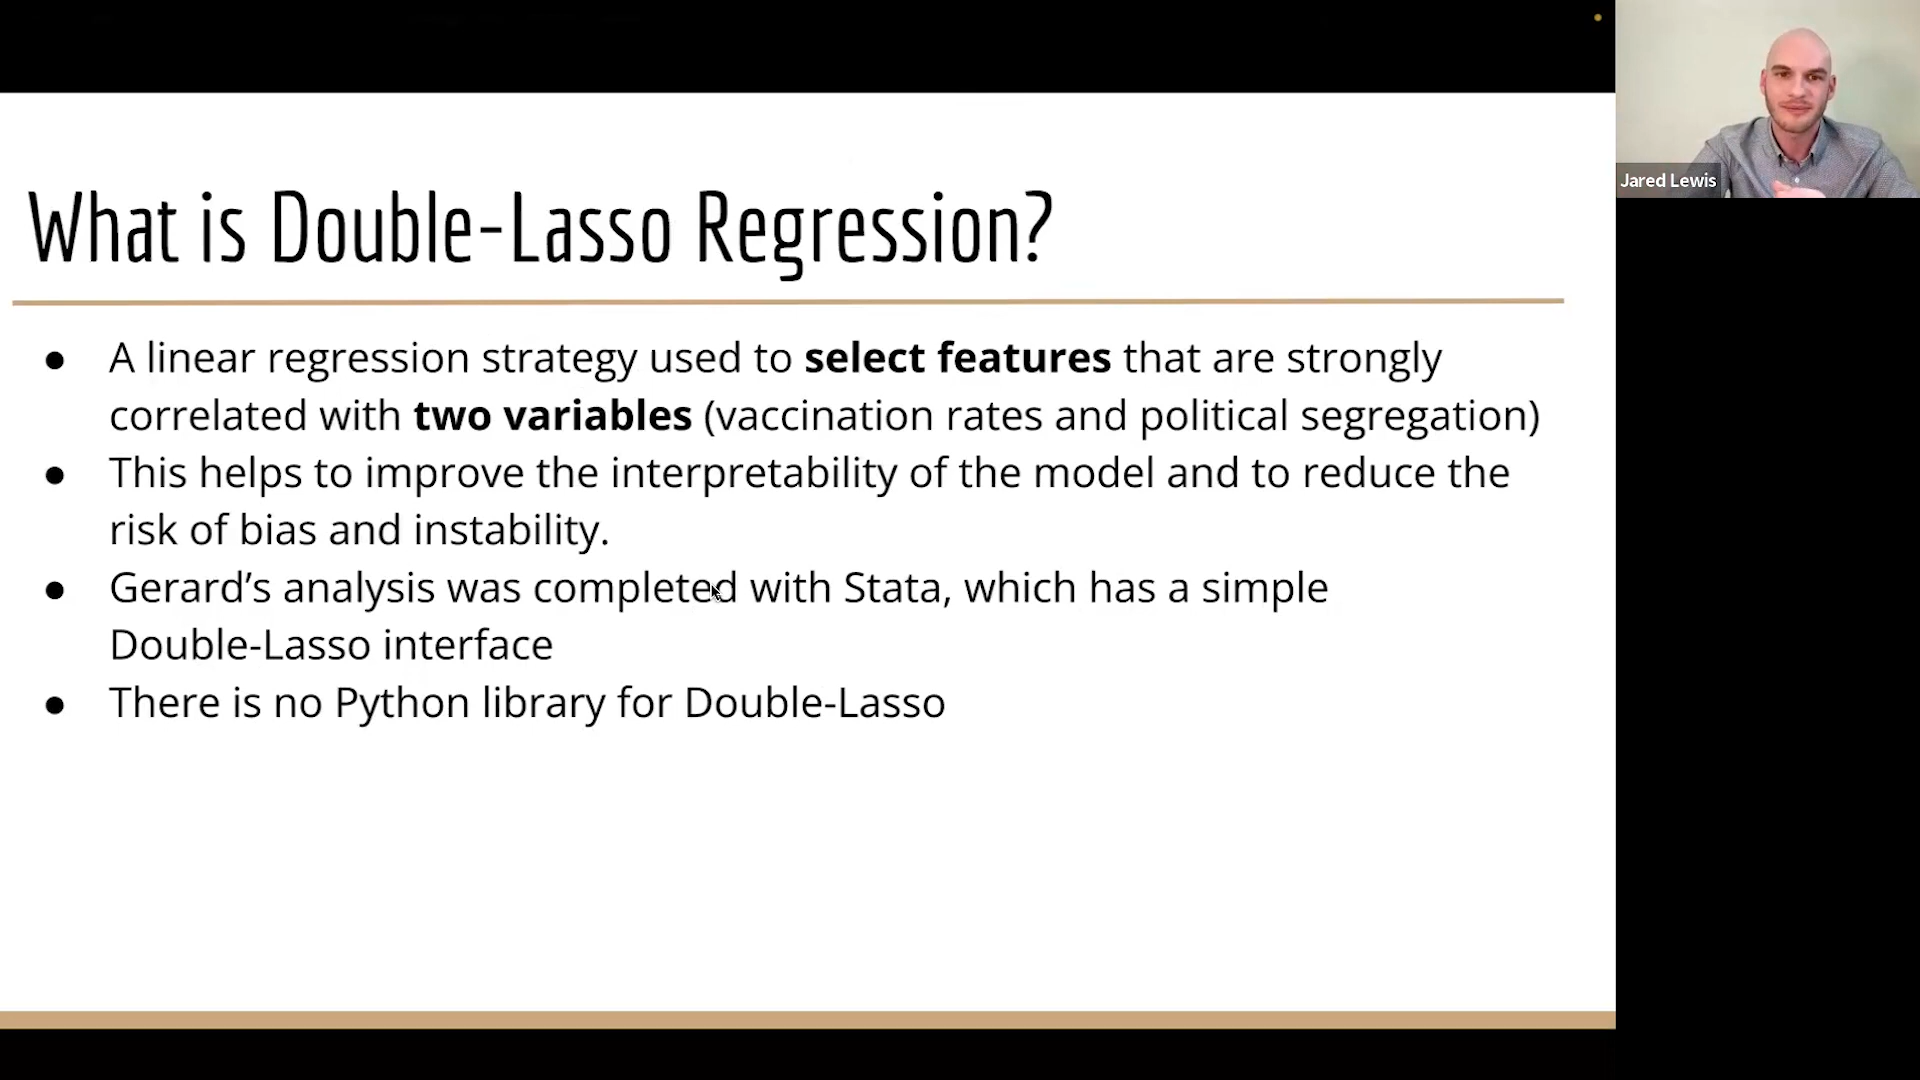 What is Double-Lasso Regression?
● A linear regression strategy used to select features that are strongly
correlated with two variables (vaccination rates and political segregation)
● This helps to improve the interpretability of the model and to reduce the
risk of bias and instability.
● Gerard’s analysis was completed with Stata, which has a simple
Double-Lasso interface
● There is no Python library for Double-Lasso
Jared Lewis